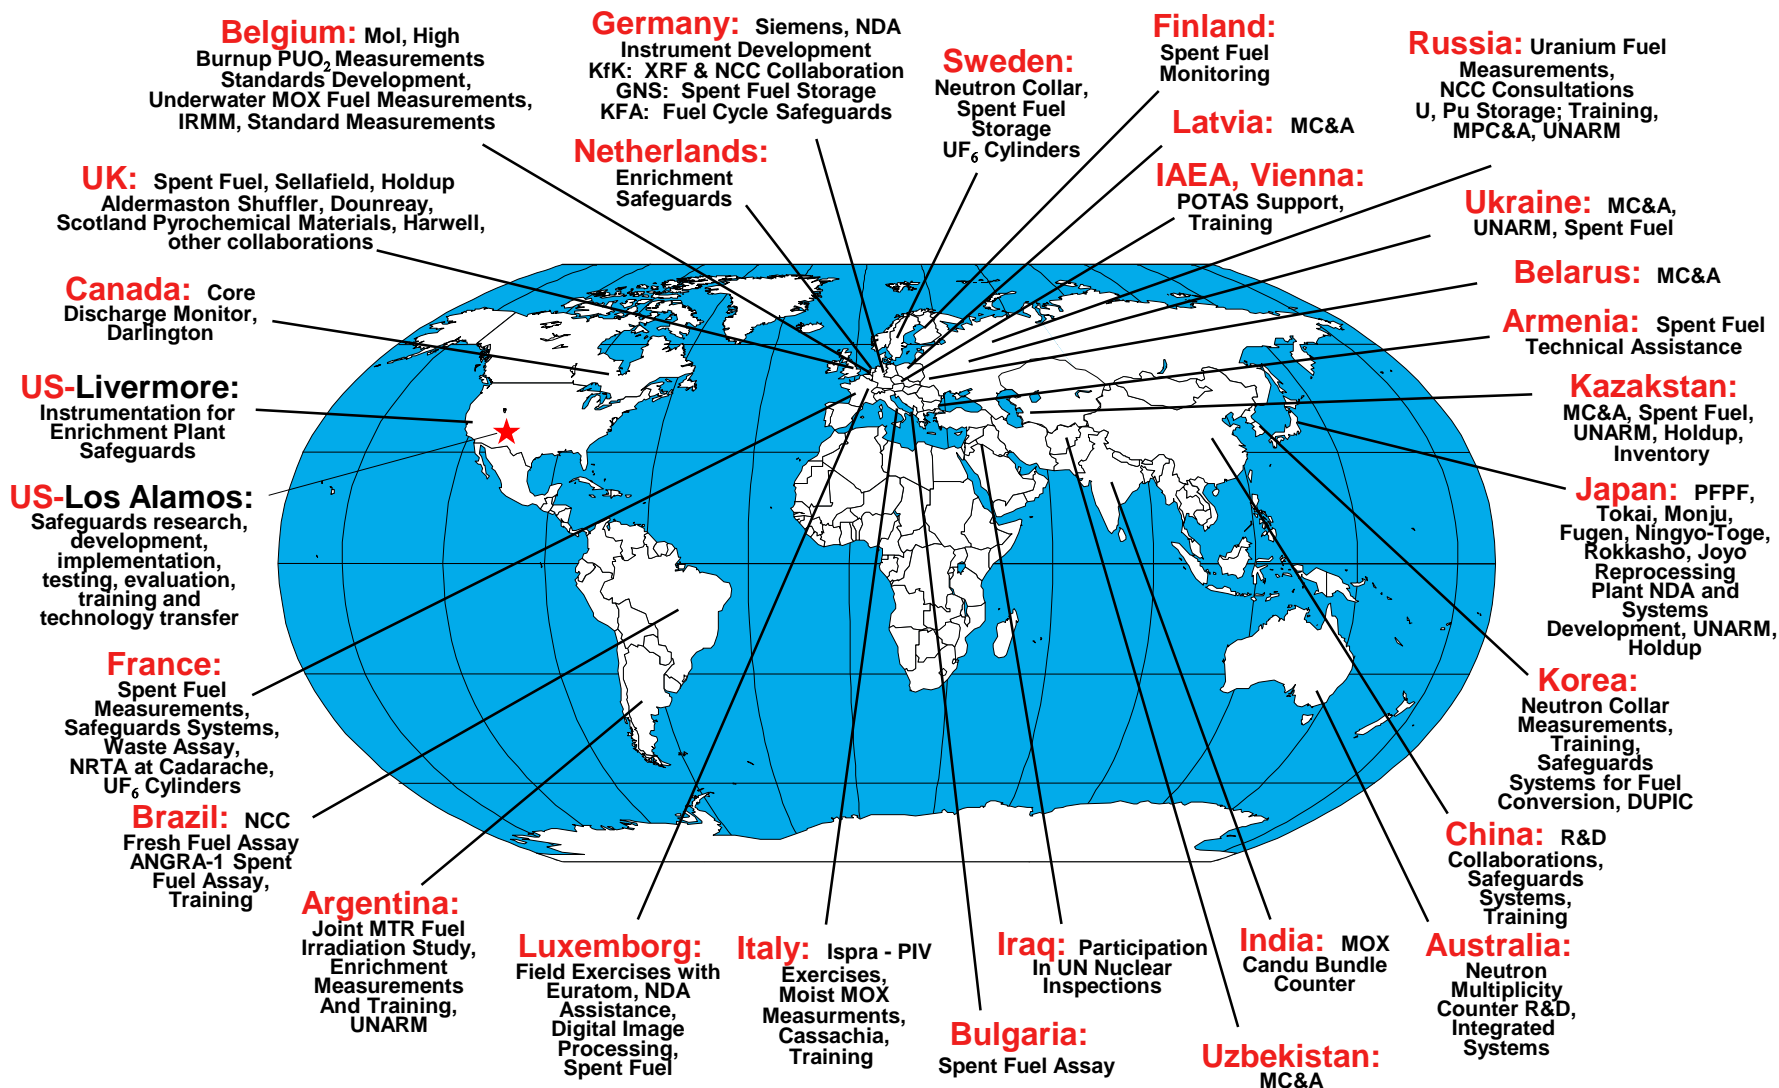 Belgium: Mol, High
Burnup PUO₂ Measurements
Standards Development,
Underwater MOX Fuel Measurements,
IRMM, Standard Measurements
Germany: Siemens, NDA
Instrument Development
KfK: XRF & NCC Collaboration
GNS: Spent Fuel Storage
KFA: Fuel Cycle Safeguards
Sweden:
Neutron Collar,
Spent Fuel
Storage
UF₆ Cylinders
Finland:
Spent Fuel
Monitoring
Russia: Uranium Fuel
Measurements,
NCC Consultations
U, Pu Storage; Training,
MPC&A, UNARM
Latvia: MC&A
Netherlands:
Enrichment
Safeguards
IAEA, Vienna:
POTAS Support,
Training
UK: Spent Fuel, Sellafield, Holdup
Aldermaston Shuffler, Dounreay,
Scotland Pyrochemical Materials, Harwell,
other collaborations
Ukraine: MC&A,
UNARM, Spent Fuel
Belarus: MC&A
Canada: Core
Discharge Monitor,
Darlington
Armenia: Spent Fuel
Technical Assistance
US-Livermore:
Instrumentation for
Enrichment Plant
Safeguards
Kazakstan:
MC&A, Spent Fuel,
UNARM, Holdup,
Inventory
US-Los Alamos:
Safeguards research,
development,
implementation,
testing, evaluation,
training and
technology transfer
Japan: PFPF,
Tokai, Monju,
Fugen, Ningyo-Toge,
Rokkasho, Joyo
Reprocessing
Plant NDA and
Systems
Development, UNARM,
Holdup
France:
Spent Fuel
Measurements,
Safeguards Systems,
Waste Assay,
NRTA at Cadarache,
UF₆ Cylinders
Korea:
Neutron Collar
Measurements,
Training,
Safeguards
Systems for Fuel
Conversion, DUPIC
Brazil: NCC
Fresh Fuel Assay
ANGRA-1 Spent
Fuel Assay,
Training
China: R&D
Collaborations,
Safeguards
Systems,
Training
Argentina:
Joint MTR Fuel
Irradiation Study,
Enrichment
Measurements
And Training,
UNARM
Luxemborg:
Field Exercises with
Euratom, NDA
Assistance,
Digital Image
Processing,
Spent Fuel
Italy: Ispra - PIV
Exercises,
Moist MOX
Measurments,
Cassachia,
Training
Iraq: Participation
In UN Nuclear
Inspections
India: MOX
Candu Bundle
Counter
Australia:
Neutron
Multiplicity
Counter R&D,
Integrated
Systems
Bulgaria:
Spent Fuel Assay
Uzbekistan:
MC&A